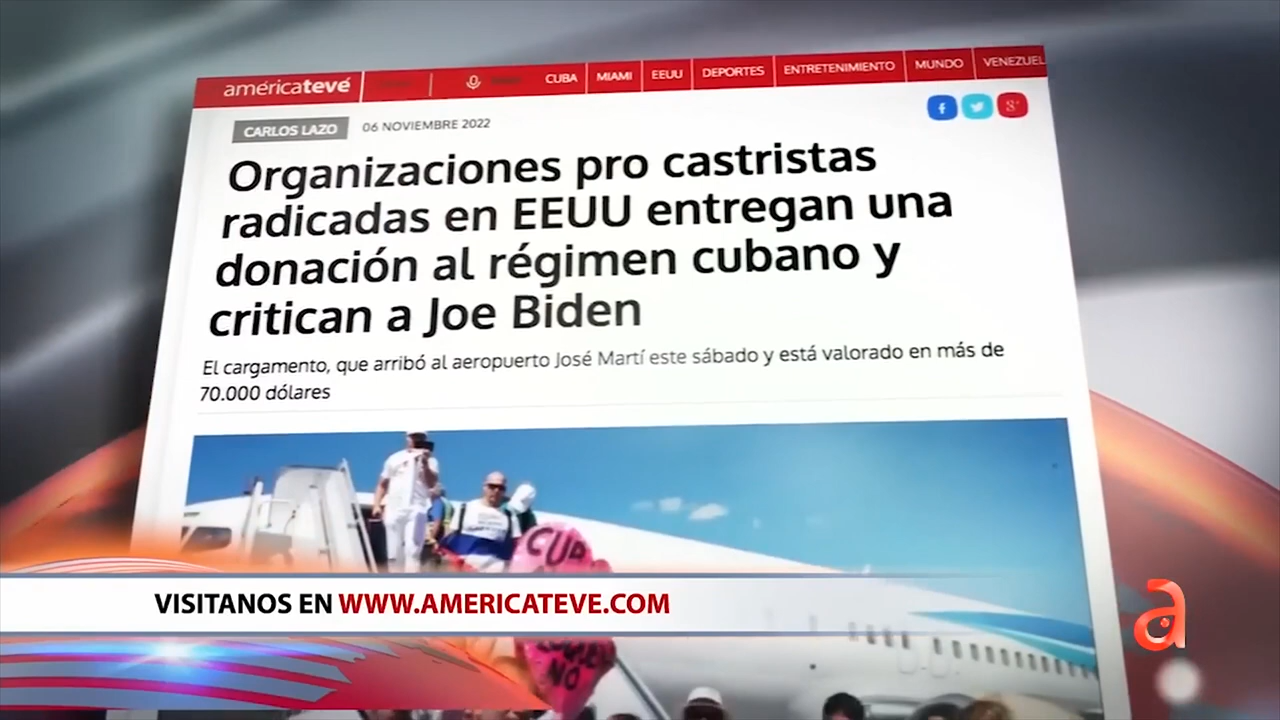 américatevé
CUBA
MIAMI
EEUU
DEPORTES
ENTRETENIMIENTO
MUNDO
VENEZUEL
CARLOS LAZO
06 NOVIEMBRE 2022
Organizaciones pro castristas
radicadas en EEUU entregan una
donación al régimen cubano y
critican a Joe Biden
El cargamento, que arribó al aeropuerto José Martí este sábado y está valorado en más de
70.000 dólares
CUB
NO
VISITANOS EN WWW.AMERICATEVE.COM
a